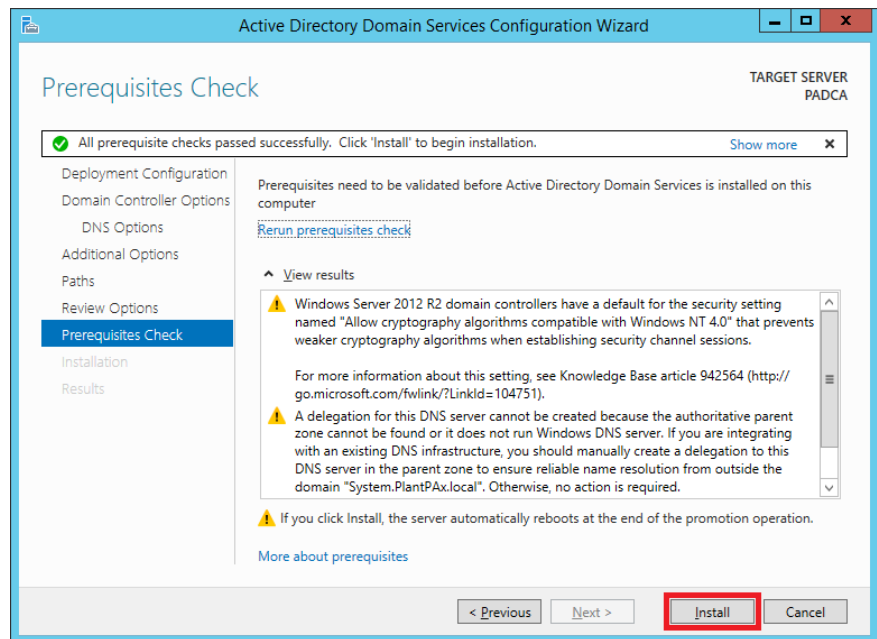 Active Directory Domain Services Configuration Wizard
Prerequisites Check
TARGET SERVER
PADCA
All prerequisite checks passed successfully. Click 'Install' to begin installation.
Show more
Deployment Configuration
Domain Controller Options
DNS Options
Additional Options
Paths
Review Options
Prerequisites Check
Installation
Results
Prerequisites need to be validated before Active Directory Domain Services is installed on this
computer
Rerun prerequisites check
View results
Windows Server 2012 R2 domain controllers have a default for the security setting
named "Allow cryptography algorithms compatible with Windows NT 4.0" that prevents
weaker cryptography algorithms when establishing security channel sessions.
For more information about this setting, see Knowledge Base article 942564 (http://
go.microsoft.com/fwlink/?LinkId=104751).
A delegation for this DNS server cannot be created because the authoritative parent
zone cannot be found or it does not run Windows DNS server. If you are integrating
with an existing DNS infrastructure, you should manually create a delegation to this
DNS server in the parent zone to ensure reliable name resolution from outside the
domain "System.PlantPAx.local". Otherwise, no action is required.
If you click Install, the server automatically reboots at the end of the promotion operation.
More about prerequisites
< Previous
Next >
Install
Cancel